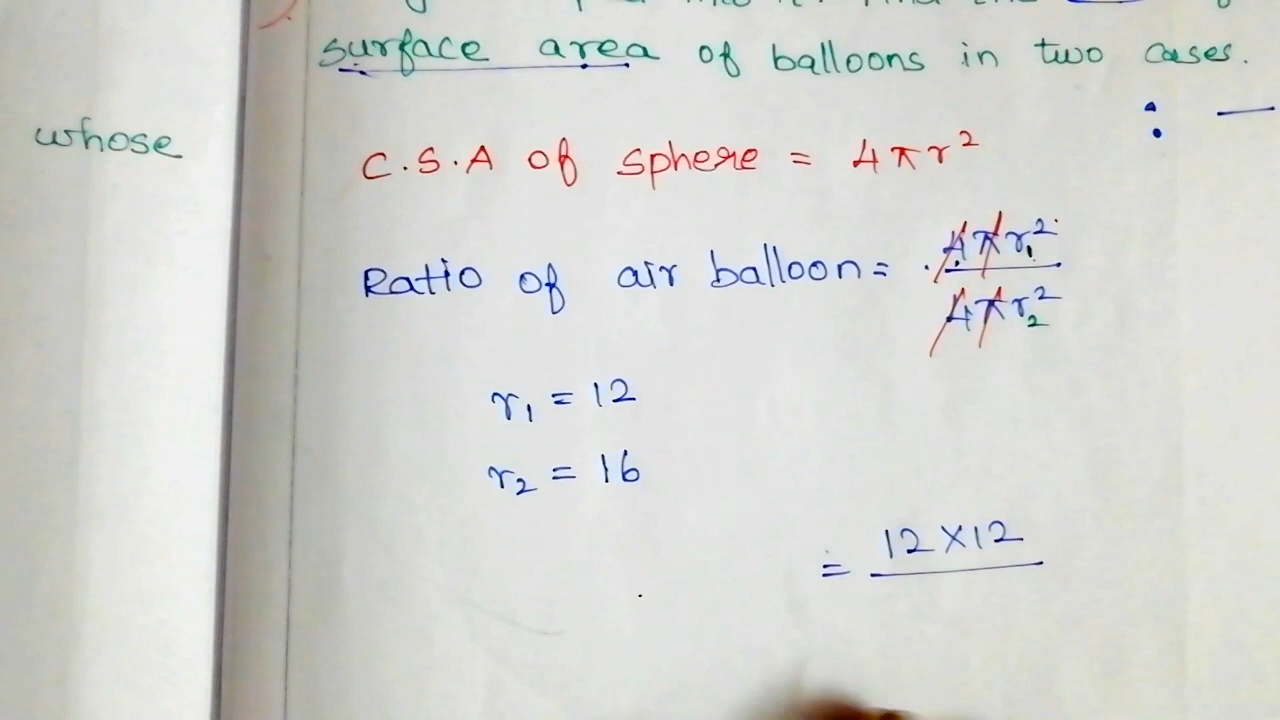 surface area of balloons in two cases.
whose
: —
C.S.A of sphere = 4πr²
Ratio of air balloon = 4πr₁² / 4πr₂²
r₁ = 12
r₂ = 16
= 12×12